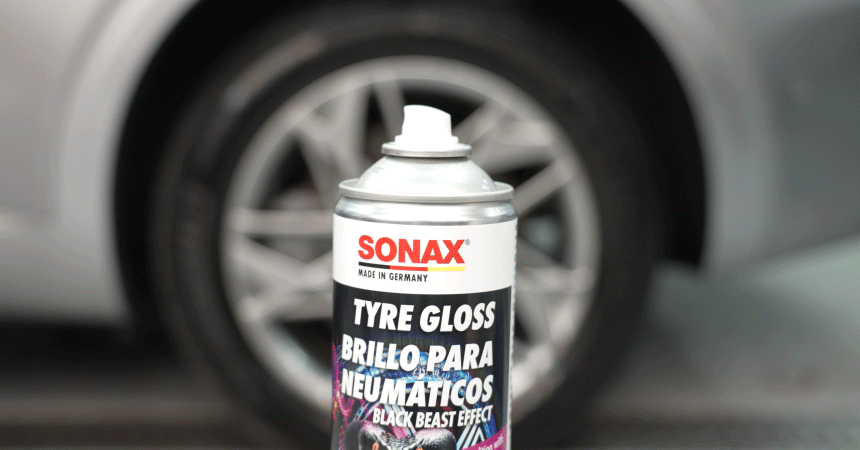 SONAX®
MADE IN GERMANY
TYRE GLOSS
BRILLO PARA
NEUMÁTICOS
BLACK BEAST EFFECT